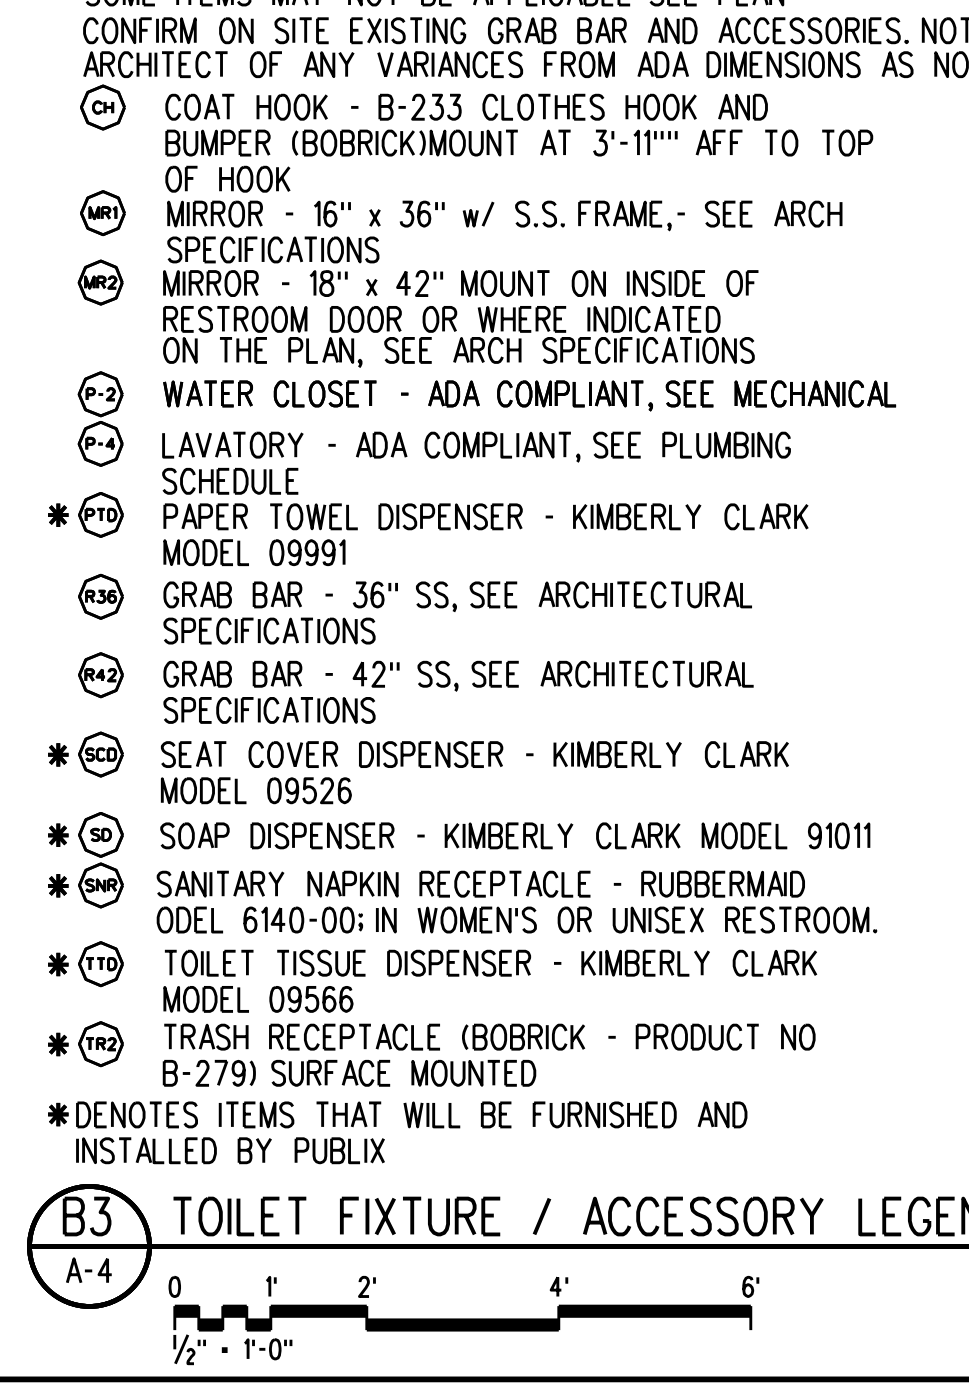 SOME ITEMS MAY NOT BE APPLICABLE SEE PLAN
CONFIRM ON SITE EXISTING GRAB BAR AND ACCESSORIES. NOT
ARCHITECT OF ANY VARIANCES FROM ADA DIMENSIONS AS NO
CH COAT HOOK - B-233 CLOTHES HOOK AND
BUMPER (BOBRICK)MOUNT AT 3'-11"" AFF TO TOP
OF HOOK
MR1 MIRROR - 16" x 36" w/ S.S. FRAME,- SEE ARCH
SPECIFICATIONS
MR2 MIRROR - 18" x 42" MOUNT ON INSIDE OF
RESTROOM DOOR OR WHERE INDICATED
ON THE PLAN, SEE ARCH SPECIFICATIONS
P-2 WATER CLOSET - ADA COMPLIANT, SEE MECHANICAL
P-4 LAVATORY - ADA COMPLIANT, SEE PLUMBING
SCHEDULE
* PTD PAPER TOWEL DISPENSER - KIMBERLY CLARK
MODEL 09991
R36 GRAB BAR - 36" SS, SEE ARCHITECTURAL
SPECIFICATIONS
R42 GRAB BAR - 42" SS, SEE ARCHITECTURAL
SPECIFICATIONS
* SCD SEAT COVER DISPENSER - KIMBERLY CLARK
MODEL 09526
* SD SOAP DISPENSER - KIMBERLY CLARK MODEL 91011
* SNR SANITARY NAPKIN RECEPTACLE - RUBBERMAID
ODEL 6140-00; IN WOMEN'S OR UNISEX RESTROOM.
* TTD TOILET TISSUE DISPENSER - KIMBERLY CLARK
MODEL 09566
* TR2 TRASH RECEPTACLE (BOBRICK - PRODUCT NO
B-279) SURFACE MOUNTED
* DENOTES ITEMS THAT WILL BE FURNISHED AND
INSTALLED BY PUBLIX
B3 TOILET FIXTURE / ACCESSORY LEGEN
A-4
0 1' 2' 4' 6'
1/2" = 1'-0"